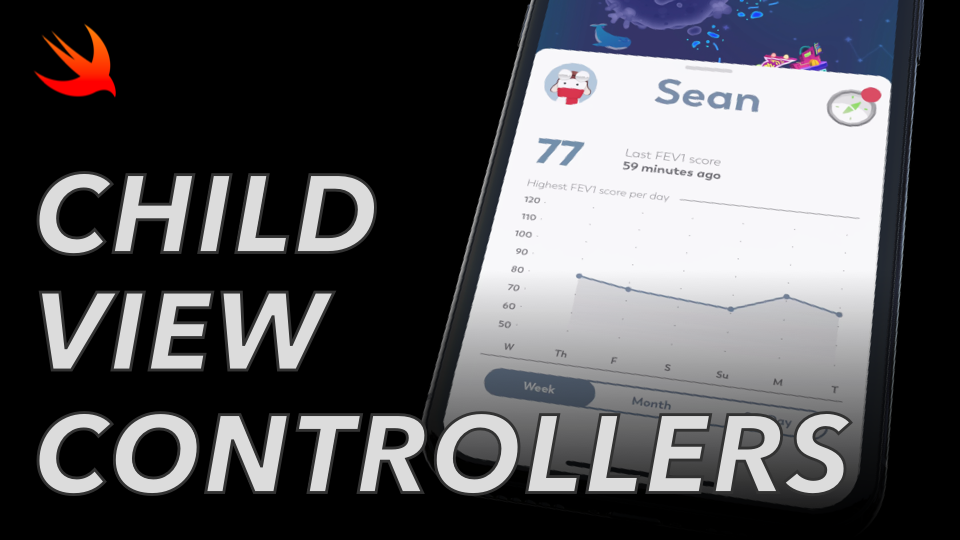 Sean
77
Last FEV1 score
59 minutes ago
Highest FEV1 score per day
120
110
100
90
80
70
60
50
W Th F S Su M T
Week Month
CHILD
VIEW
CONTROLLERS